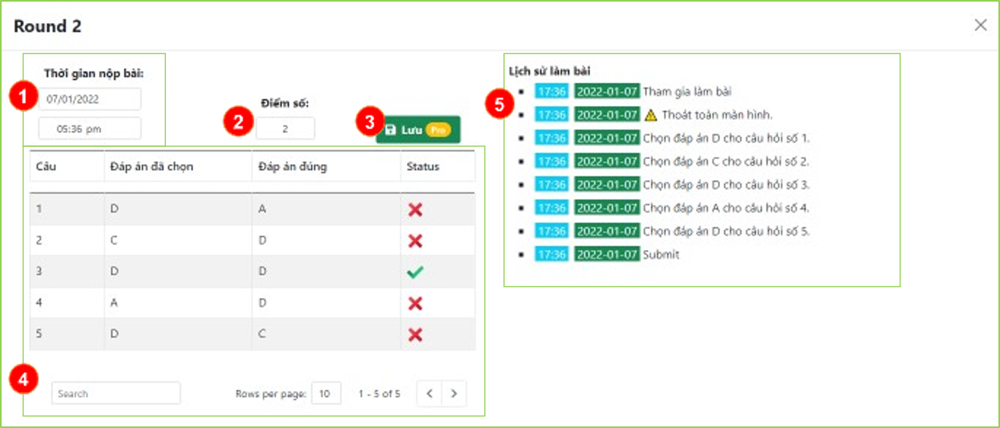 Round 2
Thời gian nộp bài:
1
07/01/2022
05:36 pm
Điểm số:
2
2
3
Lưu Pro
Câu Đáp án đã chọn Đáp án đúng Status
1 D A
2 C D
3 D D
4 A D
5 D C
4
Search
Rows per page: 10 1 - 5 of 5
5
Lịch sử làm bài
17:36 2022-01-07 Tham gia làm bài
17:36 2022-01-07 Thoát toàn màn hình.
17:36 2022-01-07 Chọn đáp án D cho câu hỏi số 1.
17:36 2022-01-07 Chọn đáp án C cho câu hỏi số 2.
17:36 2022-01-07 Chọn đáp án D cho câu hỏi số 3.
17:36 2022-01-07 Chọn đáp án A cho câu hỏi số 4.
17:36 2022-01-07 Chọn đáp án D cho câu hỏi số 5.
17:36 2022-01-07 Submit